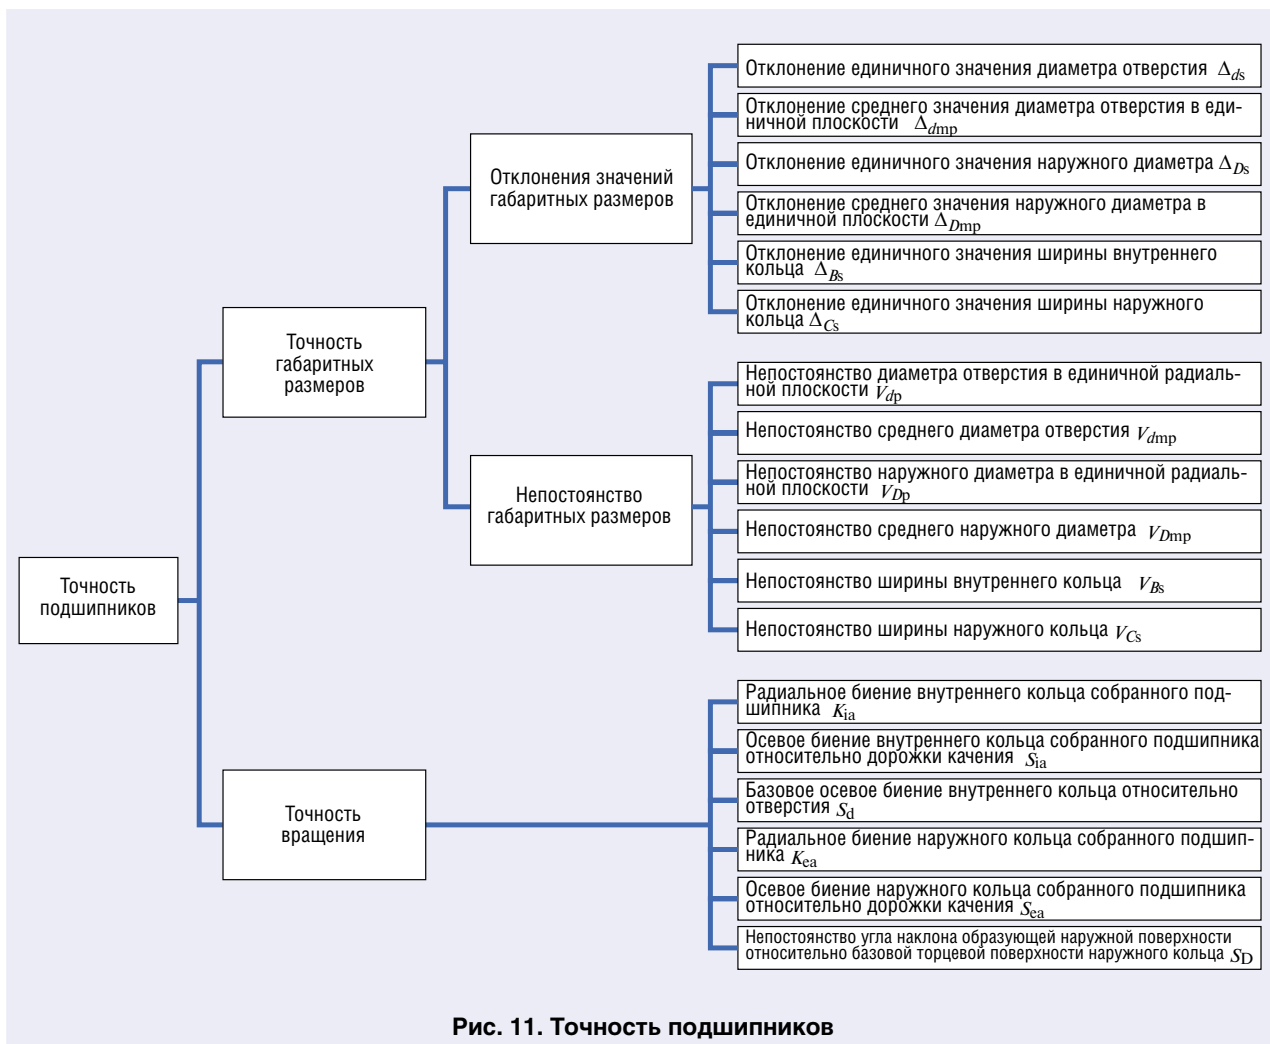 Отклонение единичного значения диаметра отверстия Δds
Отклонение среднего значения диаметра отверстия в еди-
ничной плоскости Δdmp
Отклонения значений
габаритных размеров
Отклонение единичного значения наружного диаметра ΔDs
Отклонение среднего значения наружного диаметра в
единичной плоскости ΔDmp
Отклонение единичного значения ширины внутреннего
кольца ΔBs
Отклонение единичного значения ширины наружного
кольца ΔCs
Точность
габаритных
размеров
Непостоянство диаметра отверстия в единичной радиаль-
ной плоскости Vdp
Непостоянство среднего диаметра отверстия Vdmp
Непостоянство
габаритных размеров
Непостоянство наружного диаметра в единичной радиаль-
ной плоскости VDp
Непостоянство среднего наружного диаметра VDmp
Непостоянство ширины внутреннего кольца VBs
Непостоянство ширины наружного кольца VCs
Точность
подшипников
Радиальное биение внутреннего кольца собранного под-
шипника Kia
Осевое биение внутреннего кольца собранного подшипника
относительно дорожки качения Sia
Базовое осевое биение внутреннего кольца относительно
отверстия Sd
Точность
вращения
Радиальное биение наружного кольца собранного подшип-
ника Kea
Осевое биение наружного кольца собранного подшипника
относительно дорожки качения Sea
Непостоянство угла наклона образующей наружной поверхности
относительно базовой торцевой поверхности наружного кольца SD
Рис. 11. Точность подшипников